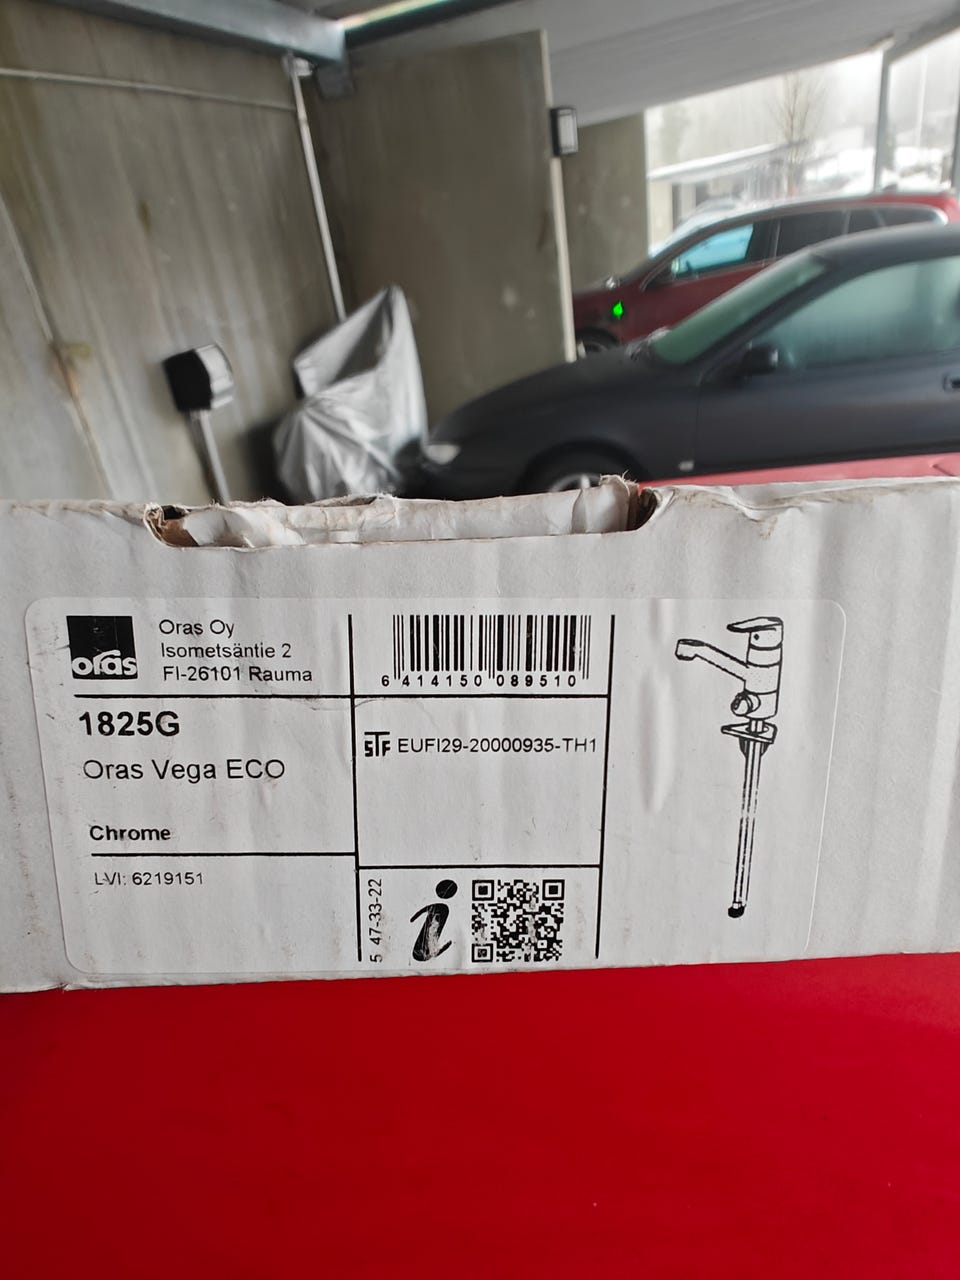 oras
Oras Oy
Isometsäntie 2
FI-26101 Rauma
6 414150 089510
1825G
Oras Vega ECO
Chrome
LVI: 6219151
STF EUFI29-20000935-TH1
5 47-33-22
i